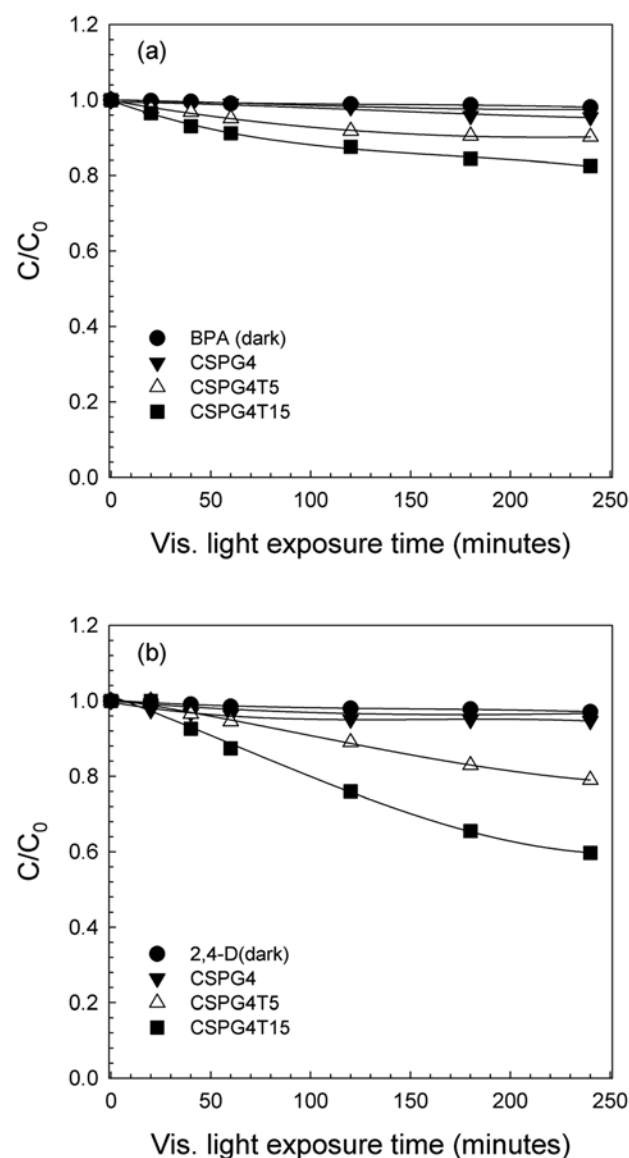 (a)
1.2
1.0
0.8
0.6
0.4
0.2
0.0
C/C0
BPA (dark)
CSPG4
CSPG4T5
CSPG4T15
0 50 100 150 200 250
Vis. light exposure time (minutes)
(b)
1.2
1.0
0.8
0.6
0.4
0.2
0.0
C/C0
2,4-D(dark)
CSPG4
CSPG4T5
CSPG4T15
0 50 100 150 200 250
Vis. light exposure time (minutes)